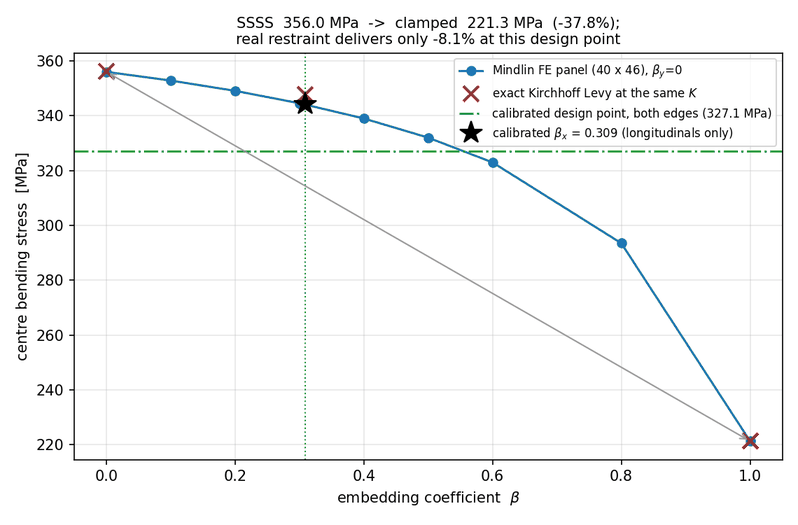 SSSS 356.0 MPa -> clamped 221.3 MPa (-37.8%);
real restraint delivers only -8.1% at this design point
Mindlin FE panel (40 x 46), βy=0
exact Kirchhoff Levy at the same K
calibrated design point, both edges (327.1 MPa)
calibrated βx = 0.309 (longitudinals only)
centre bending stress [MPa]
360
340
320
300
280
260
240
220
0.0 0.2 0.4 0.6 0.8 1.0
embedding coefficient β